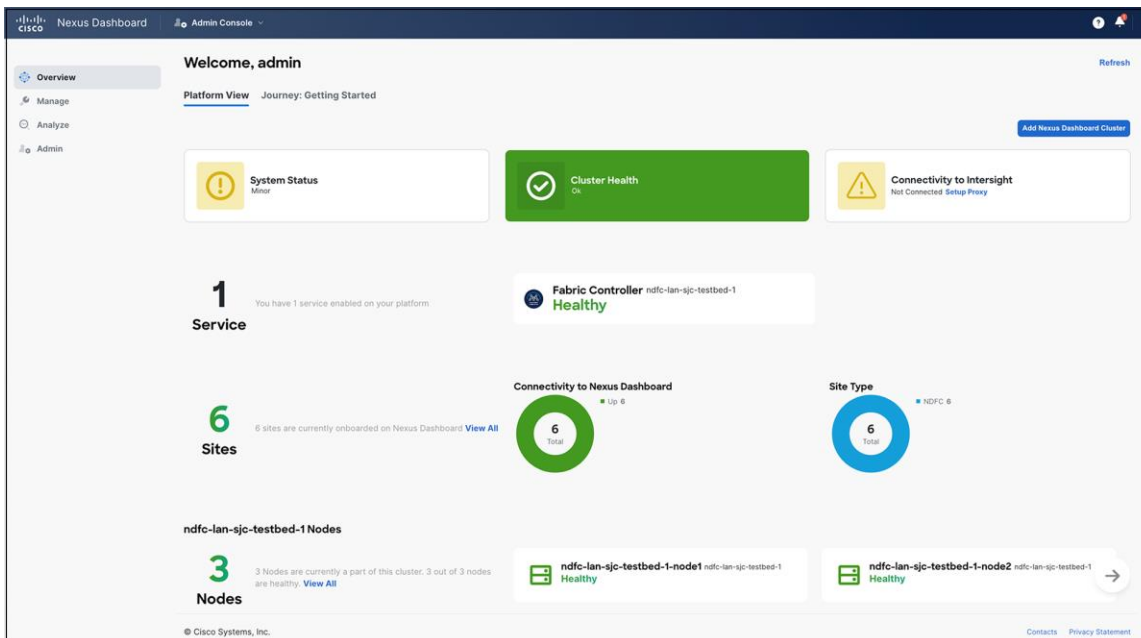 CISCO
Nexus Dashboard
Admin Console
Overview
Manage
Analyze
Admin
Welcome, admin
Refresh
Platform View
Journey: Getting Started
Add Nexus Dashboard Cluster
System Status
Minor
Cluster Health
Ok
Connectivity to Intersight
Not Connected Setup Proxy
1
Service
You have 1 service enabled on your platform
Fabric Controller ndfc-lan-sjc-testbed-1
Healthy
6
Sites
6 sites are currently onboarded on Nexus Dashboard View All
Connectivity to Nexus Dashboard
Up 6
6
Total
Site Type
NDFC 6
6
Total
ndfc-lan-sjc-testbed-1 Nodes
3
Nodes
3 Nodes are currently a part of this cluster. 3 out of 3 nodes
are healthy. View All
ndfc-lan-sjc-testbed-1-node1 ndfc-lan-sjc-testbed-1
Healthy
ndfc-lan-sjc-testbed-1-node2 ndfc-lan-sjc-testbed-1
Healthy
© Cisco Systems, Inc.
Contacts
Privacy Statement